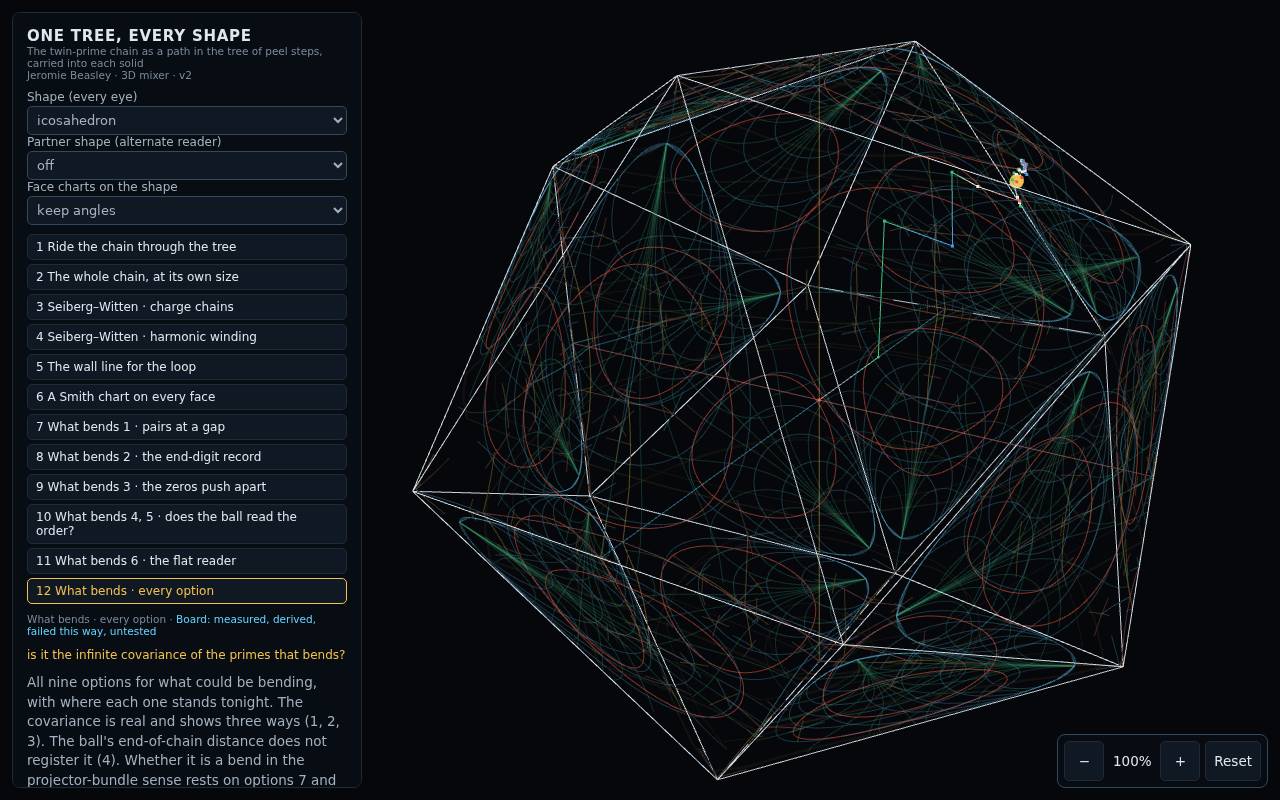 ONE TREE, EVERY SHAPE
The twin-prime chain as a path in the tree of peel steps,
carried into each solid
Jeromie Beasley · 3D mixer · v2
Shape (every eye)
icosahedron
Partner shape (alternate reader)
off
Face charts on the shape
keep angles
1 Ride the chain through the tree
2 The whole chain, at its own size
3 Seiberg–Witten · charge chains
4 Seiberg–Witten · harmonic winding
5 The wall line for the loop
6 A Smith chart on every face
7 What bends 1 · pairs at a gap
8 What bends 2 · the end-digit record
9 What bends 3 · the zeros push apart
10 What bends 4, 5 · does the ball read the
order?
11 What bends 6 · the flat reader
12 What bends · every option
What bends · every option · Board: measured, derived,
failed this way, untested
is it the infinite covariance of the primes that bends?
All nine options for what could be bending,
with where each one stands tonight. The
covariance is real and shows three ways (1, 2,
3). The ball's end-of-chain distance does not
register it (4). Whether it is a bend in the
projector-bundle sense rests on options 7 and
− 100% + Reset